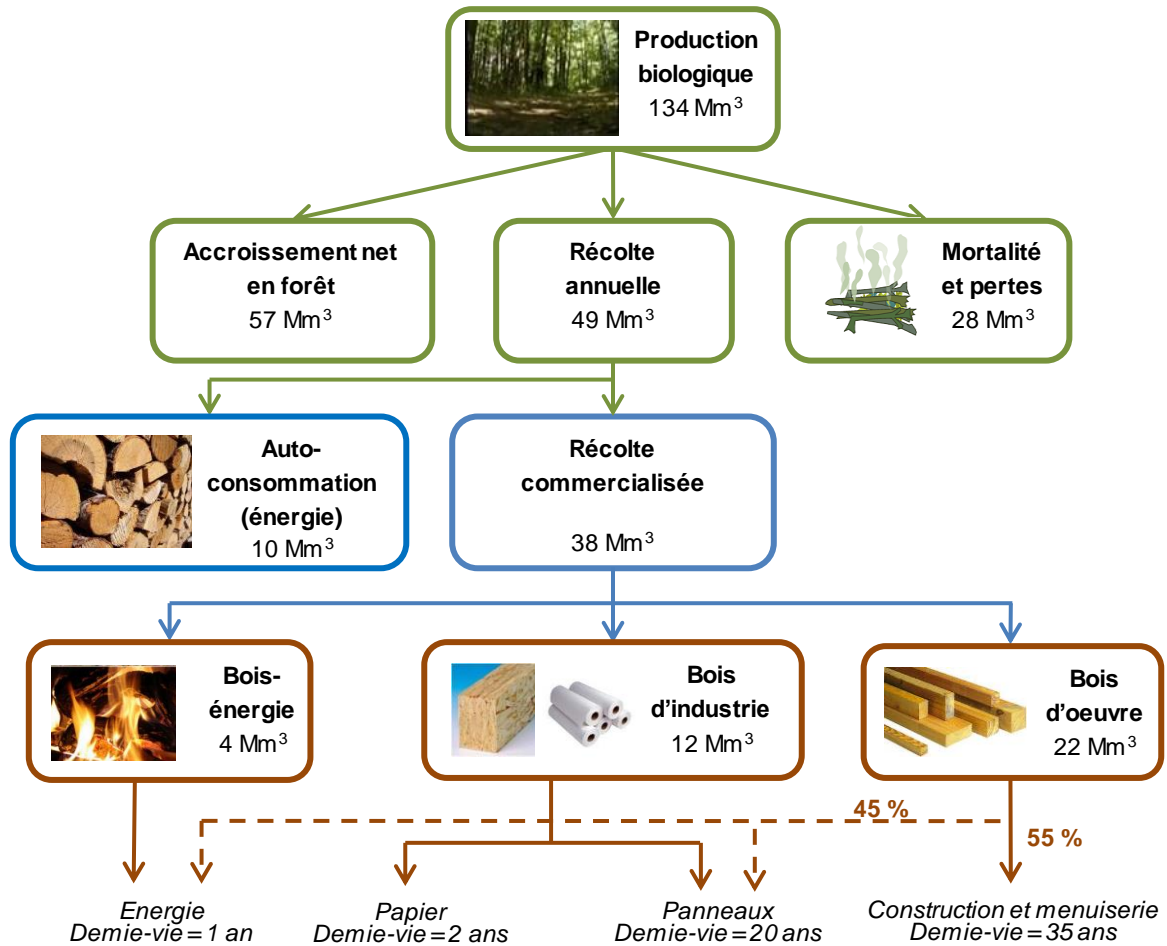 Production
biologique
134 Mm³
Accroissement net
en forêt
57 Mm³
Récolte
annuelle
49 Mm³
Mortalité
et pertes
28 Mm³
Auto-
consommation
(énergie)
10 Mm³
Récolte
commercialisée
38 Mm³
Bois-
énergie
4 Mm³
Bois
d'industrie
12 Mm³
Bois
d'oeuvre
22 Mm³
45 %
55 %
Energie
Demie-vie=1 an
Papier
Demie-vie=2 ans
Panneaux
Demie-vie=20 ans
Construction et menuiserie
Demie-vie=35 ans